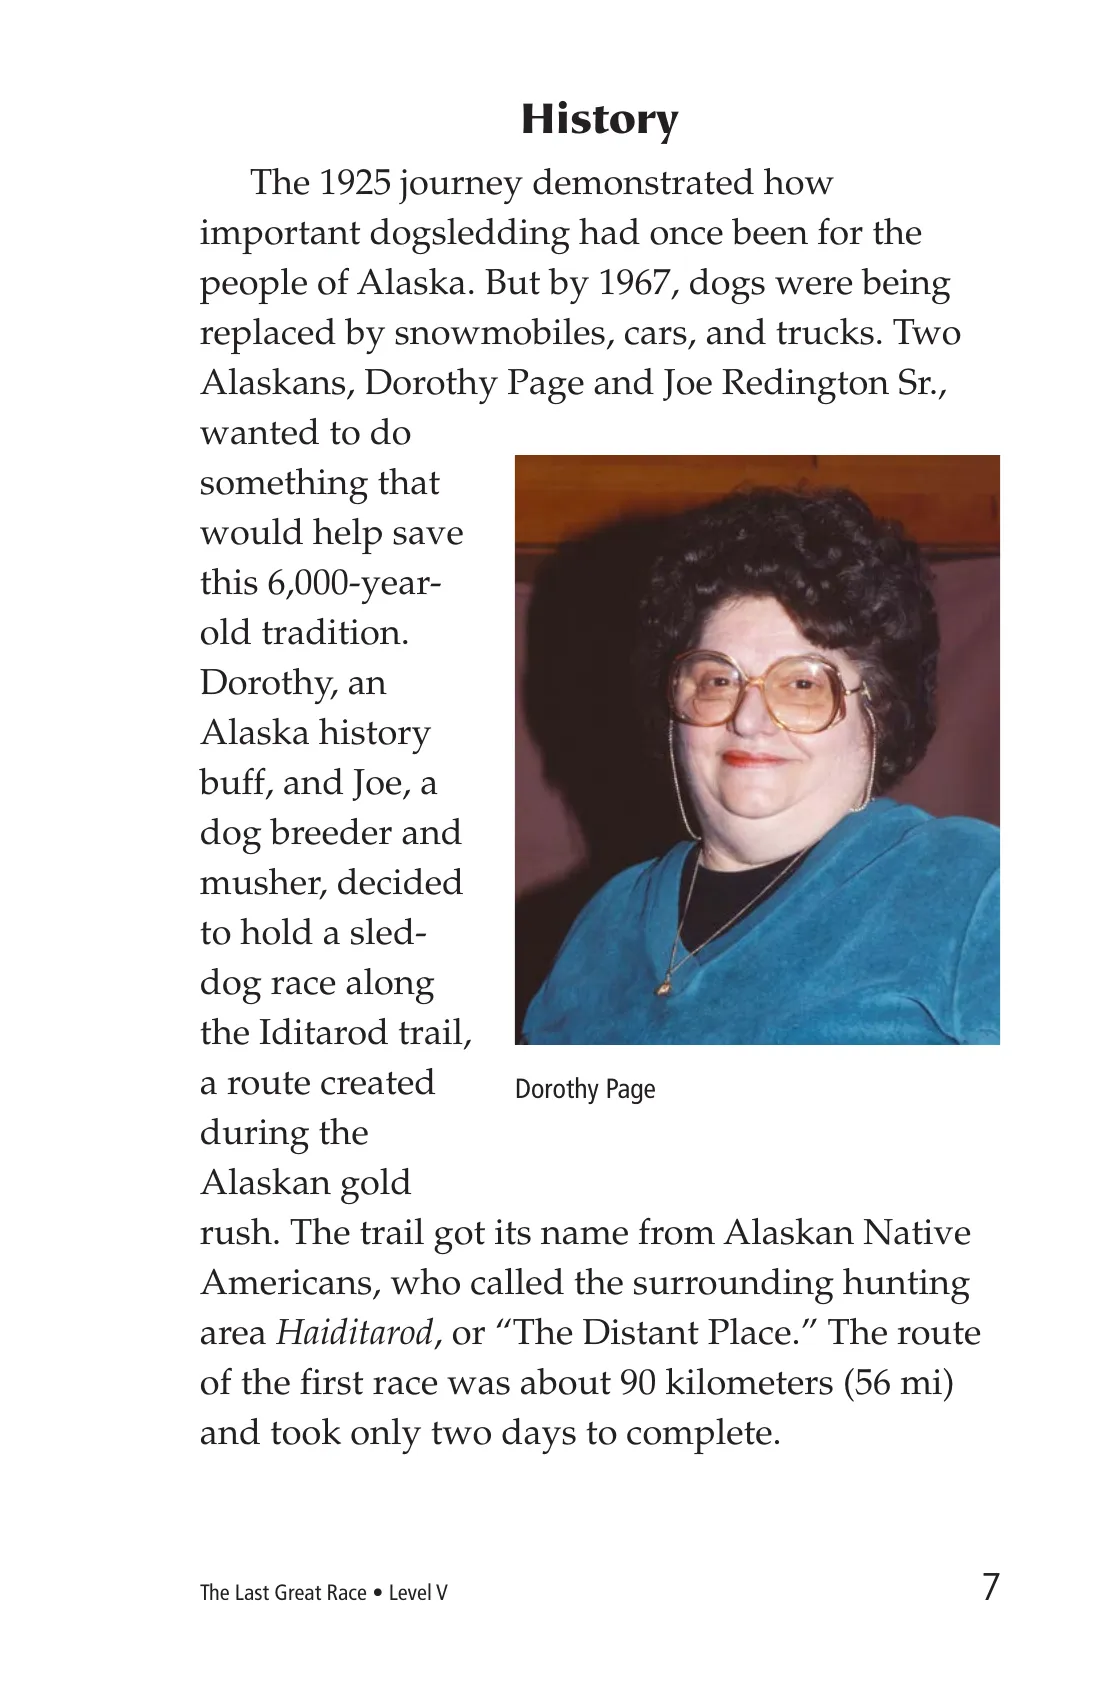 History
The 1925 journey demonstrated how
important dogsledding had once been for the
people of Alaska. But by 1967, dogs were being
replaced by snowmobiles, cars, and trucks. Two
Alaskans, Dorothy Page and Joe Redington Sr.,
wanted to do
something that
would help save
this 6,000-year-
old tradition.
Dorothy, an
Alaska history
buff, and Joe, a
dog breeder and
musher, decided
to hold a sled-
dog race along
the Iditarod trail,
a route created
during the
Alaskan gold
rush. The trail got its name from Alaskan Native
Americans, who called the surrounding hunting
area Haiditarod, or “The Distant Place.” The route
of the first race was about 90 kilometers (56 mi)
and took only two days to complete.
Dorothy Page
The Last Great Race • Level V
7